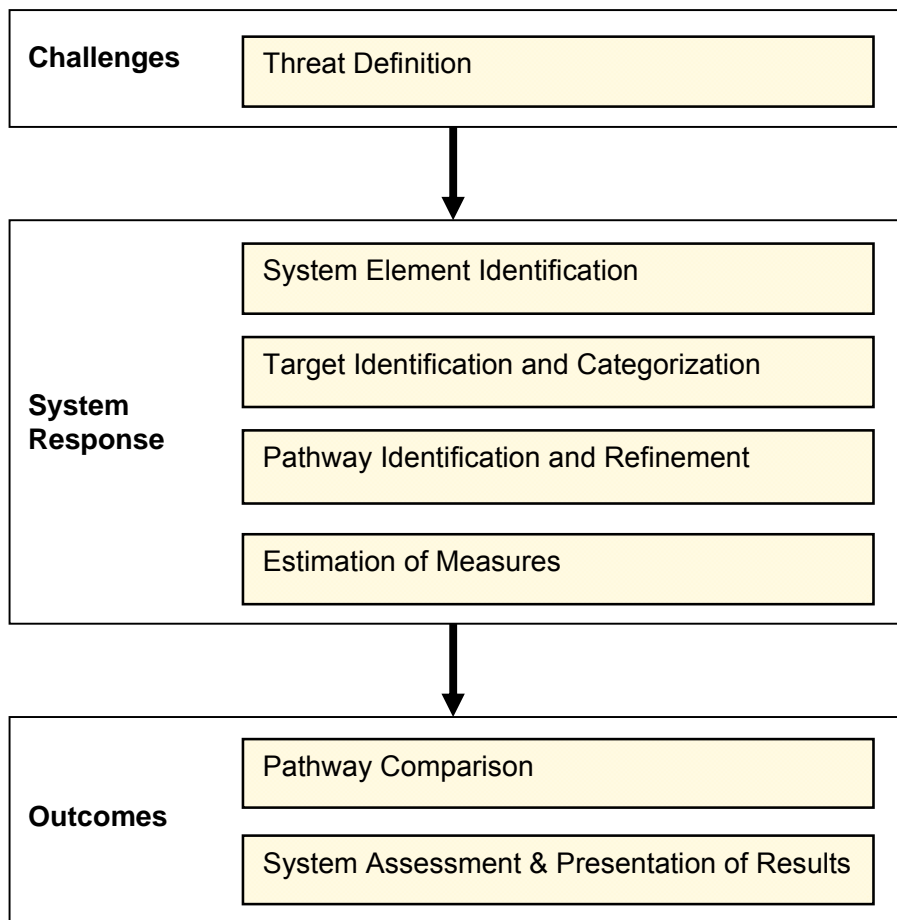 Challenges
Threat Definition
System Element Identification
Target Identification and Categorization
System
Response
Pathway Identification and Refinement
Estimation of Measures
Pathway Comparison
Outcomes
System Assessment & Presentation of Results